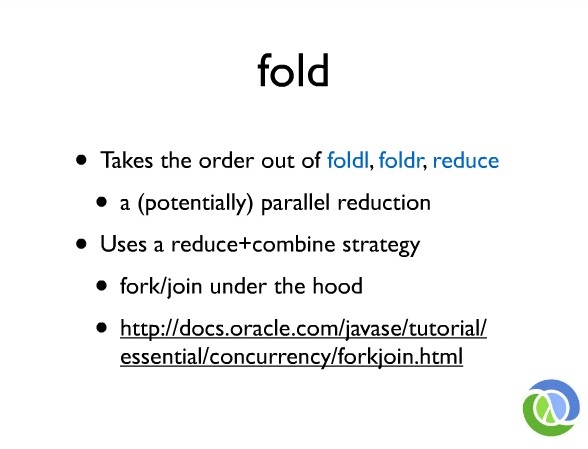 fold
• Takes the order out of foldl, foldr, reduce
• a (potentially) parallel reduction
• Uses a reduce+combine strategy
• fork/join under the hood
• http://docs.oracle.com/javase/tutorial/
essential/concurrency/forkjoin.html